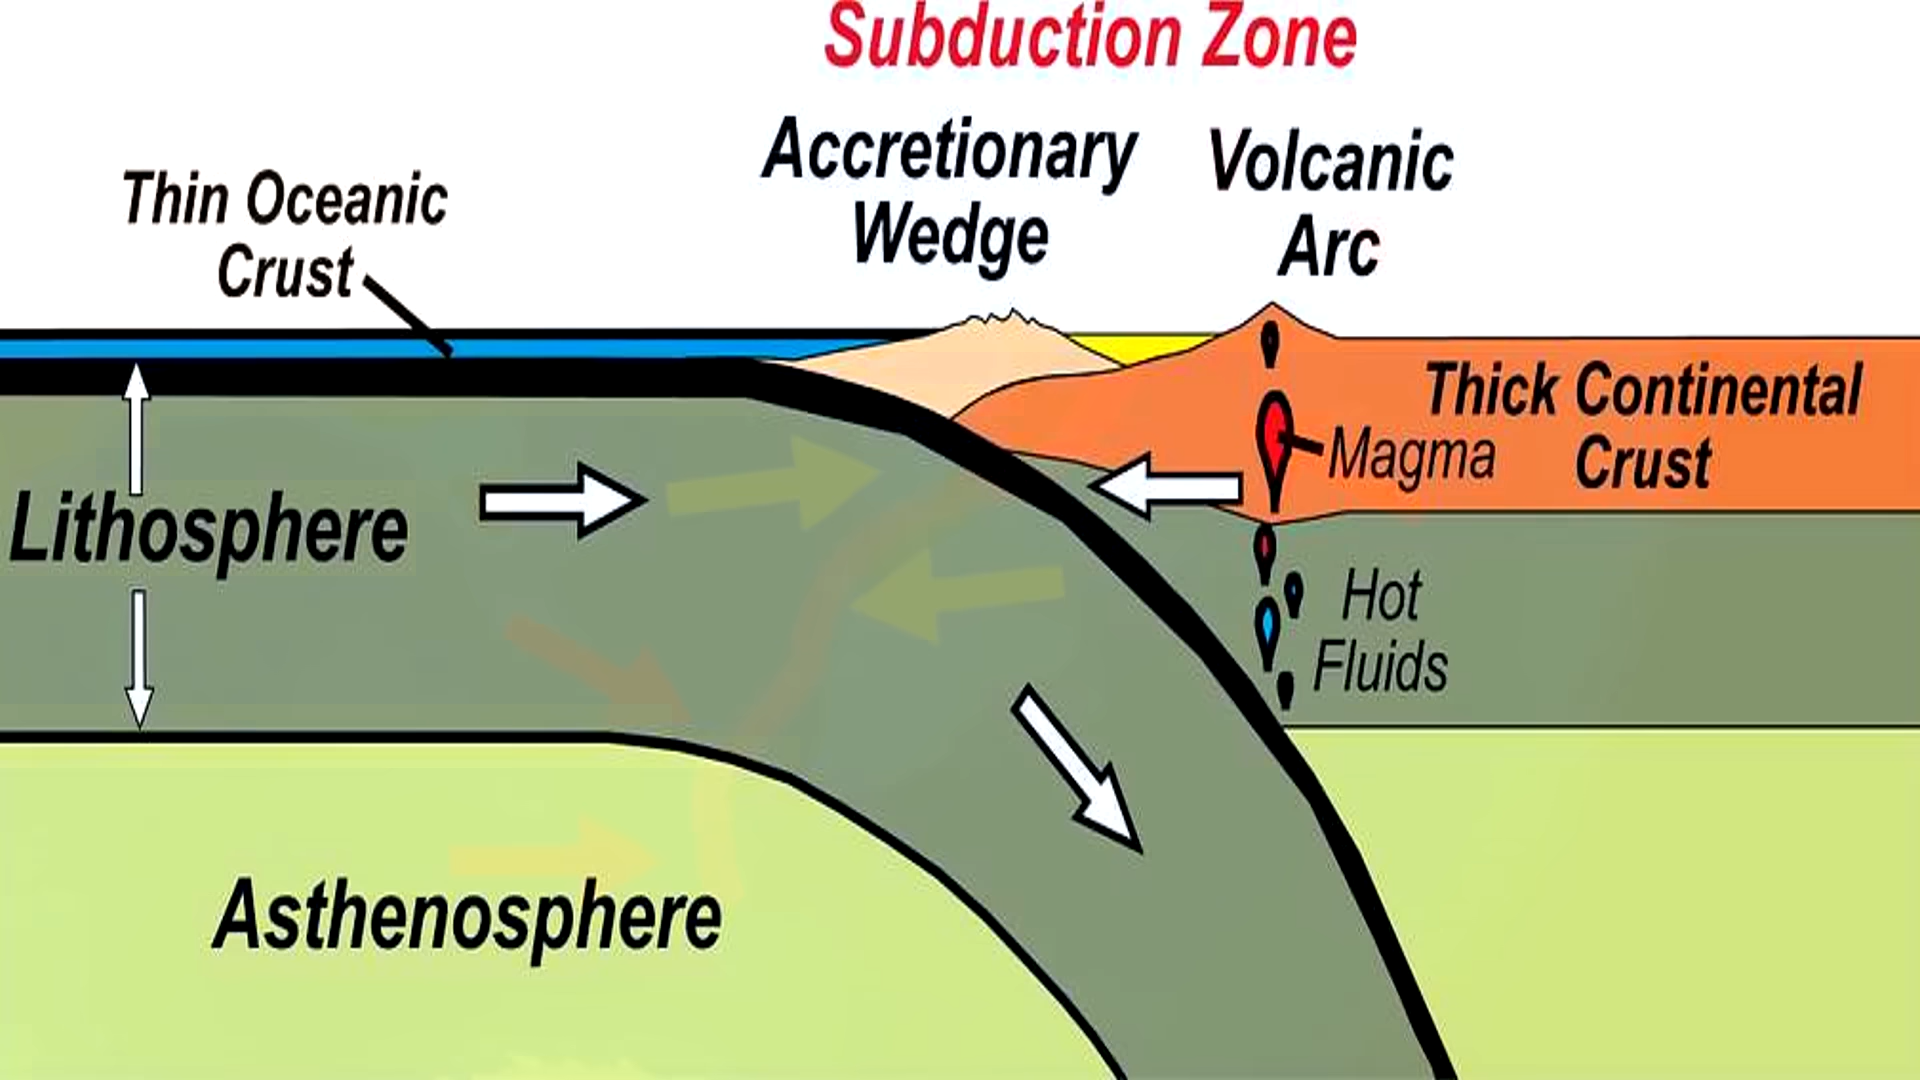 Subduction Zone
Accretionary
Wedge
Volcanic
Arc
Thin Oceanic
Crust
Thick Continental
Crust
Magma
Lithosphere
Hot
Fluids
Asthenosphere